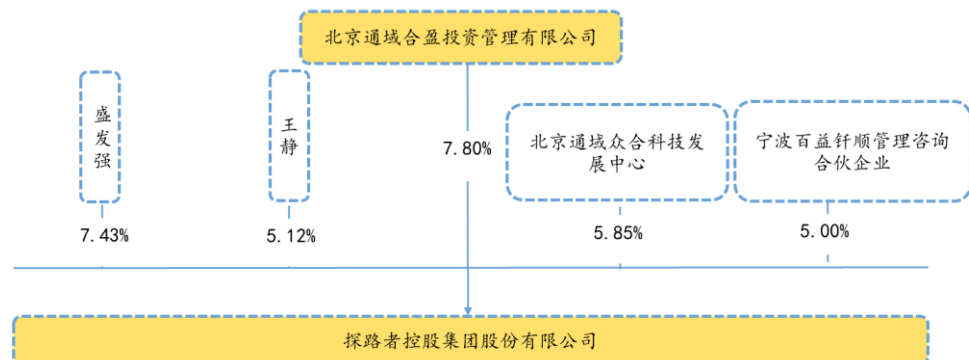 北京通域合盈投资管理有限公司
盛发强
王静
7.80%
北京通域众合科技发
展中心
宁波百益钎顺管理咨询
合伙企业
7.43%
5.12%
5.85%
5.00%
探路者控股集团股份有限公司